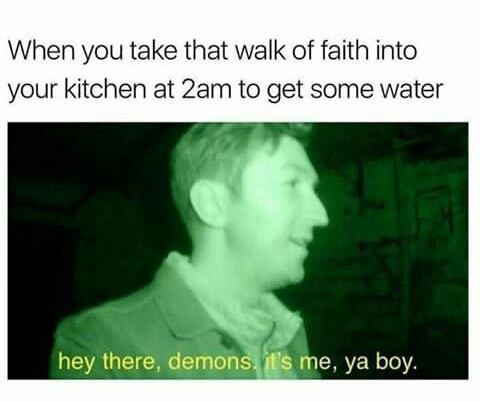 When you take that walk of faith into
your kitchen at 2am to get some water
hey there, demons. it's me, ya boy.